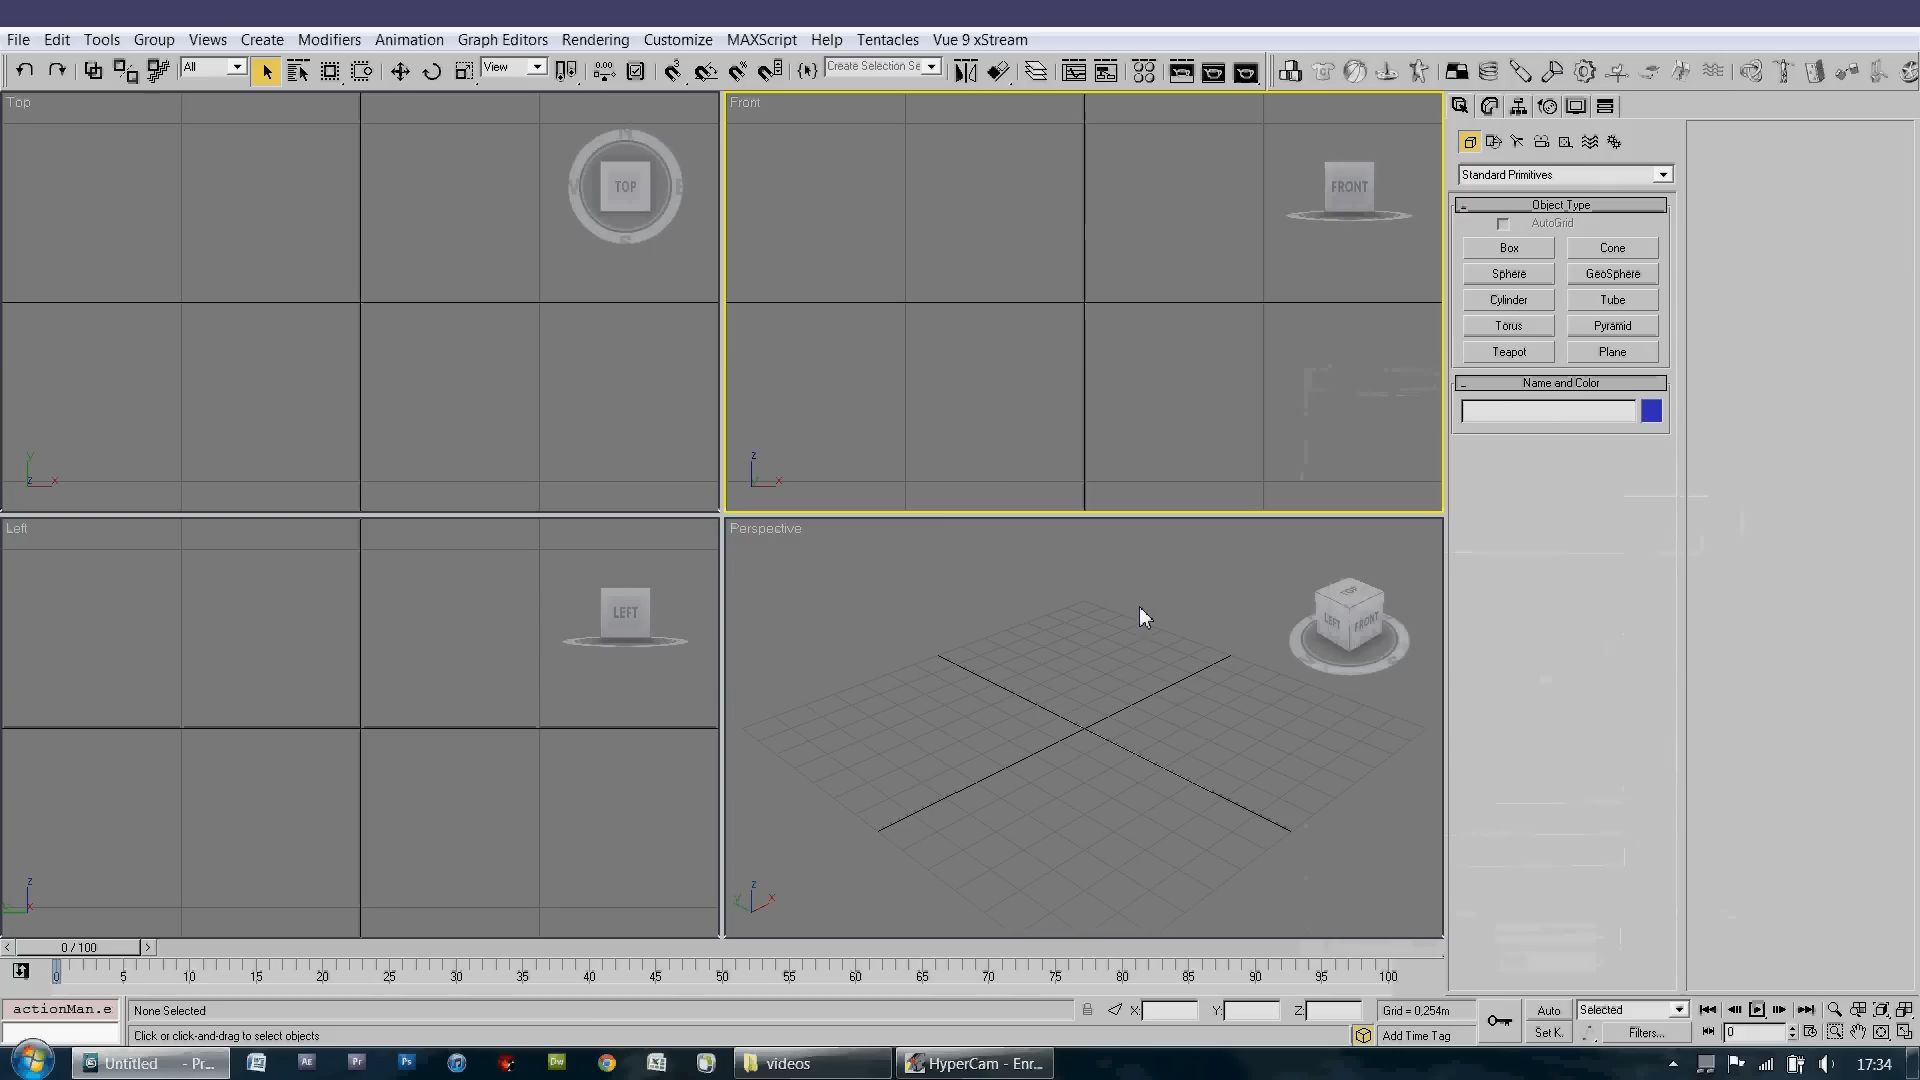 File Edit Tools Group Views Create Modifiers Animation Graph Editors Rendering Customize MAXScript Help Tentacles Vue 9 xStream
All View Create Selection Se
Top
TOP
Front
FRONT
Standard Primitives
Object Type
AutoGrid
Box Cone
Sphere GeoSphere
Cylinder Tube
Torus Pyramid
Teapot Plane
Name and Color
y
z x
z
x
Left
LEFT
Perspective
TOP
LEFT FRONT
z
x
z
y x
< 0 / 100 >
0 5 10 15 20 25 30 35 40 45 50 55 60 65 70 75 80 85 90 95 100
actionMan.e None Selected X: Y: Z: Grid = 0,254m Auto Selected
Click or click-and-drag to select objects Add Time Tag Set K. Filters... 0
Untitled - Pr... AE Pr Ps Dw videos HyperCam - Enr... 17:34